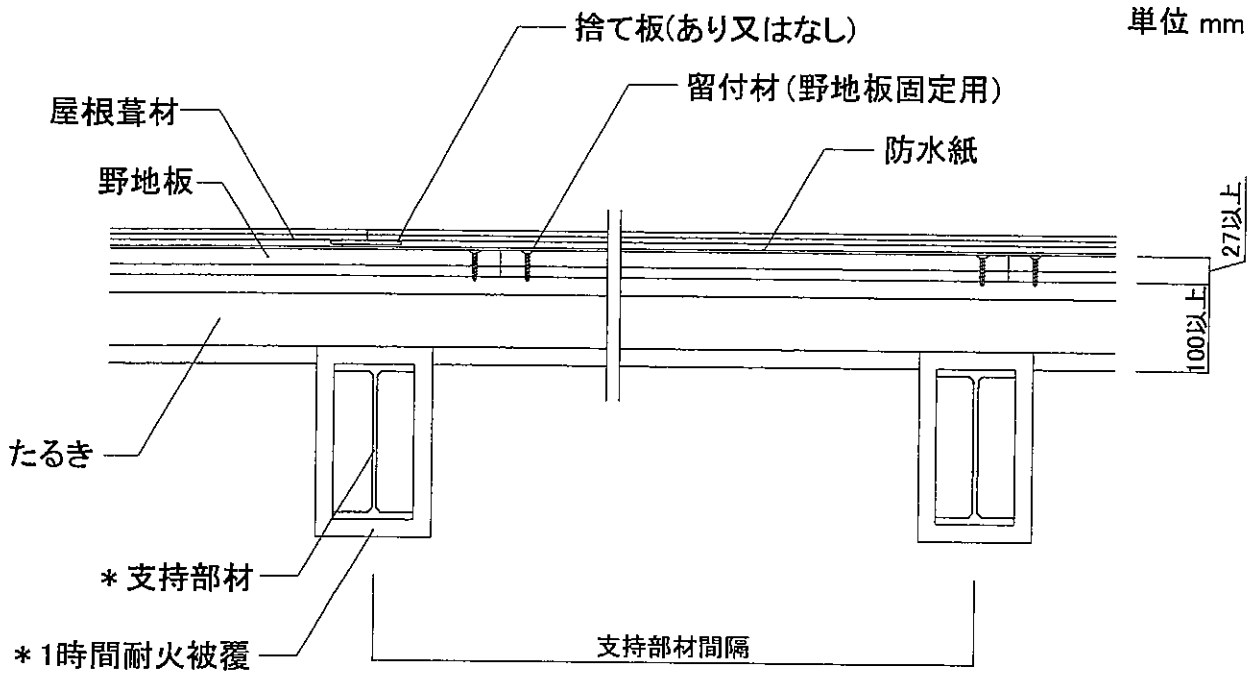 単位 mm
捨て板(あり又はなし)
留付材(野地板固定用)
屋根葺材
防水紙
野地板
27以上
100以上
たるき
*支持部材
*1時間耐火被覆
支持部材間隔